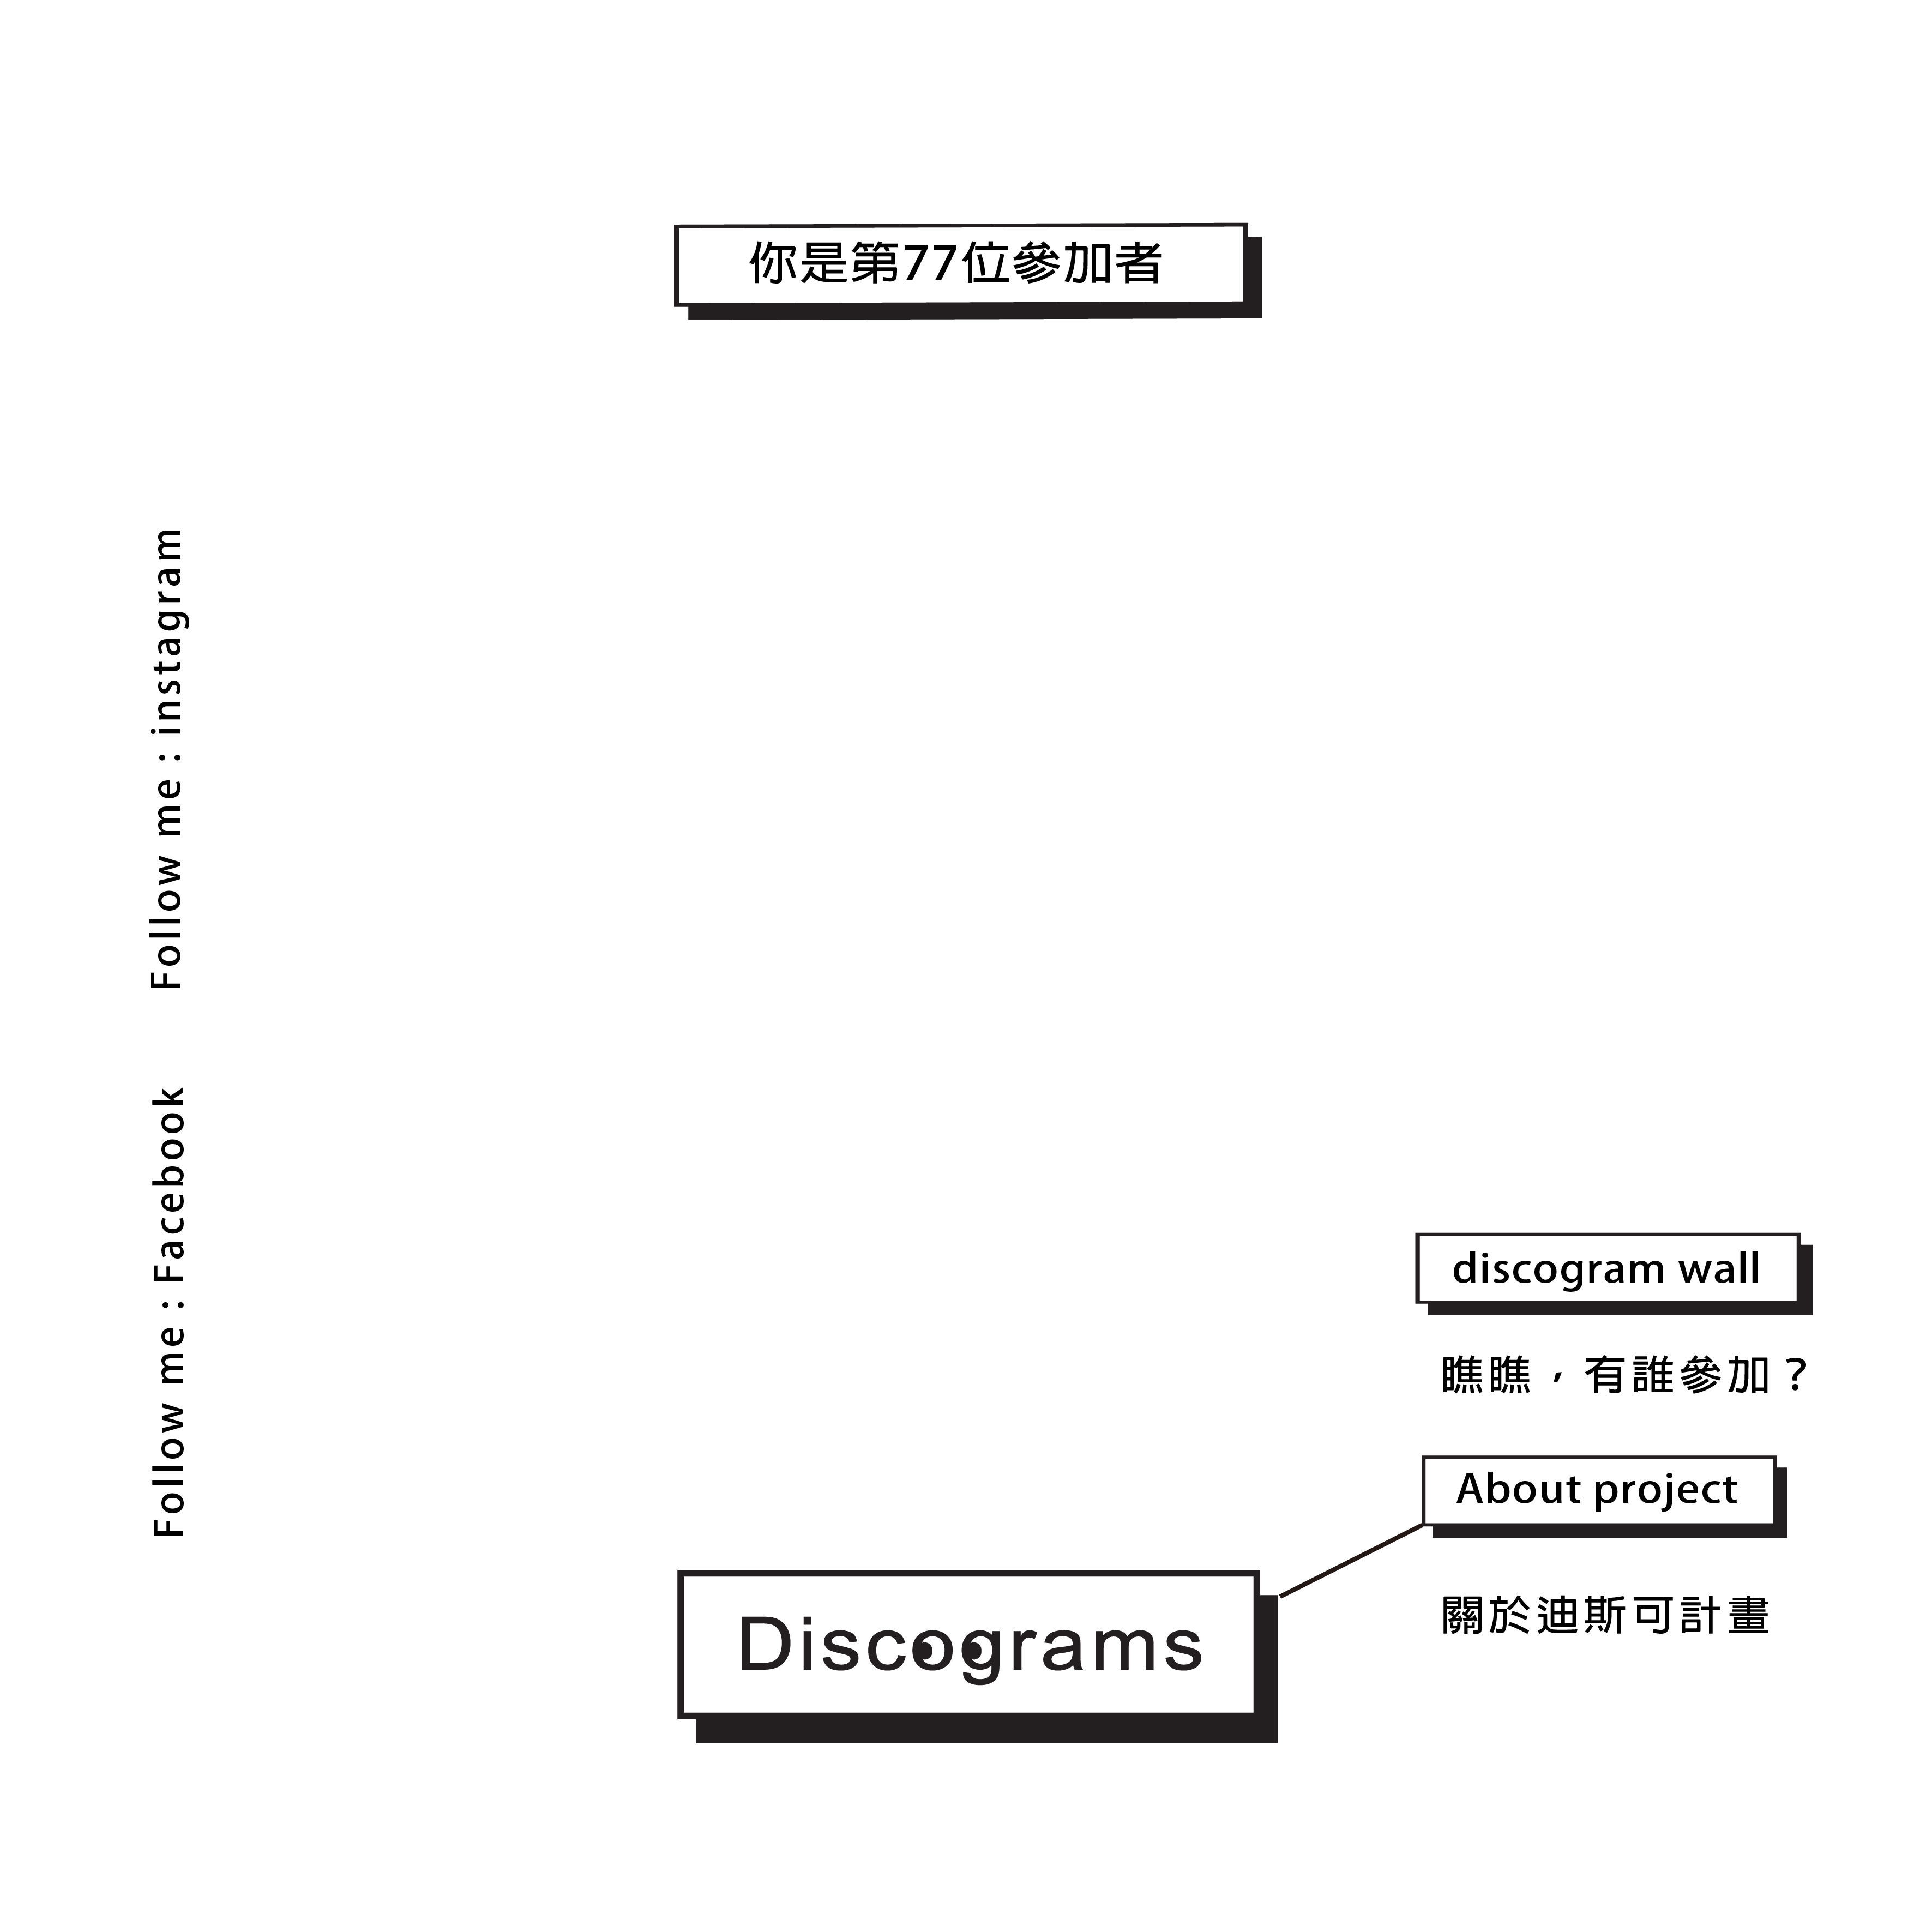 你是第77位參加者
Follow me : instagram
Follow me : Facebook
discogram wall
瞧瞧，有誰參加？
About project
關於迪斯可計畫
Discograms